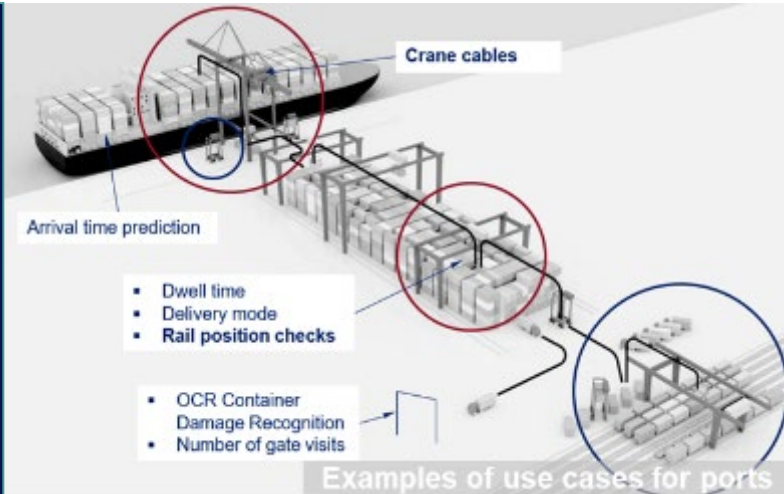 Crane cables
Arrival time prediction
▪ Dwell time
▪ Delivery mode
▪ Rail position checks
▪ OCR Container
Damage Recognition
▪ Number of gate visits
Examples of use cases for ports